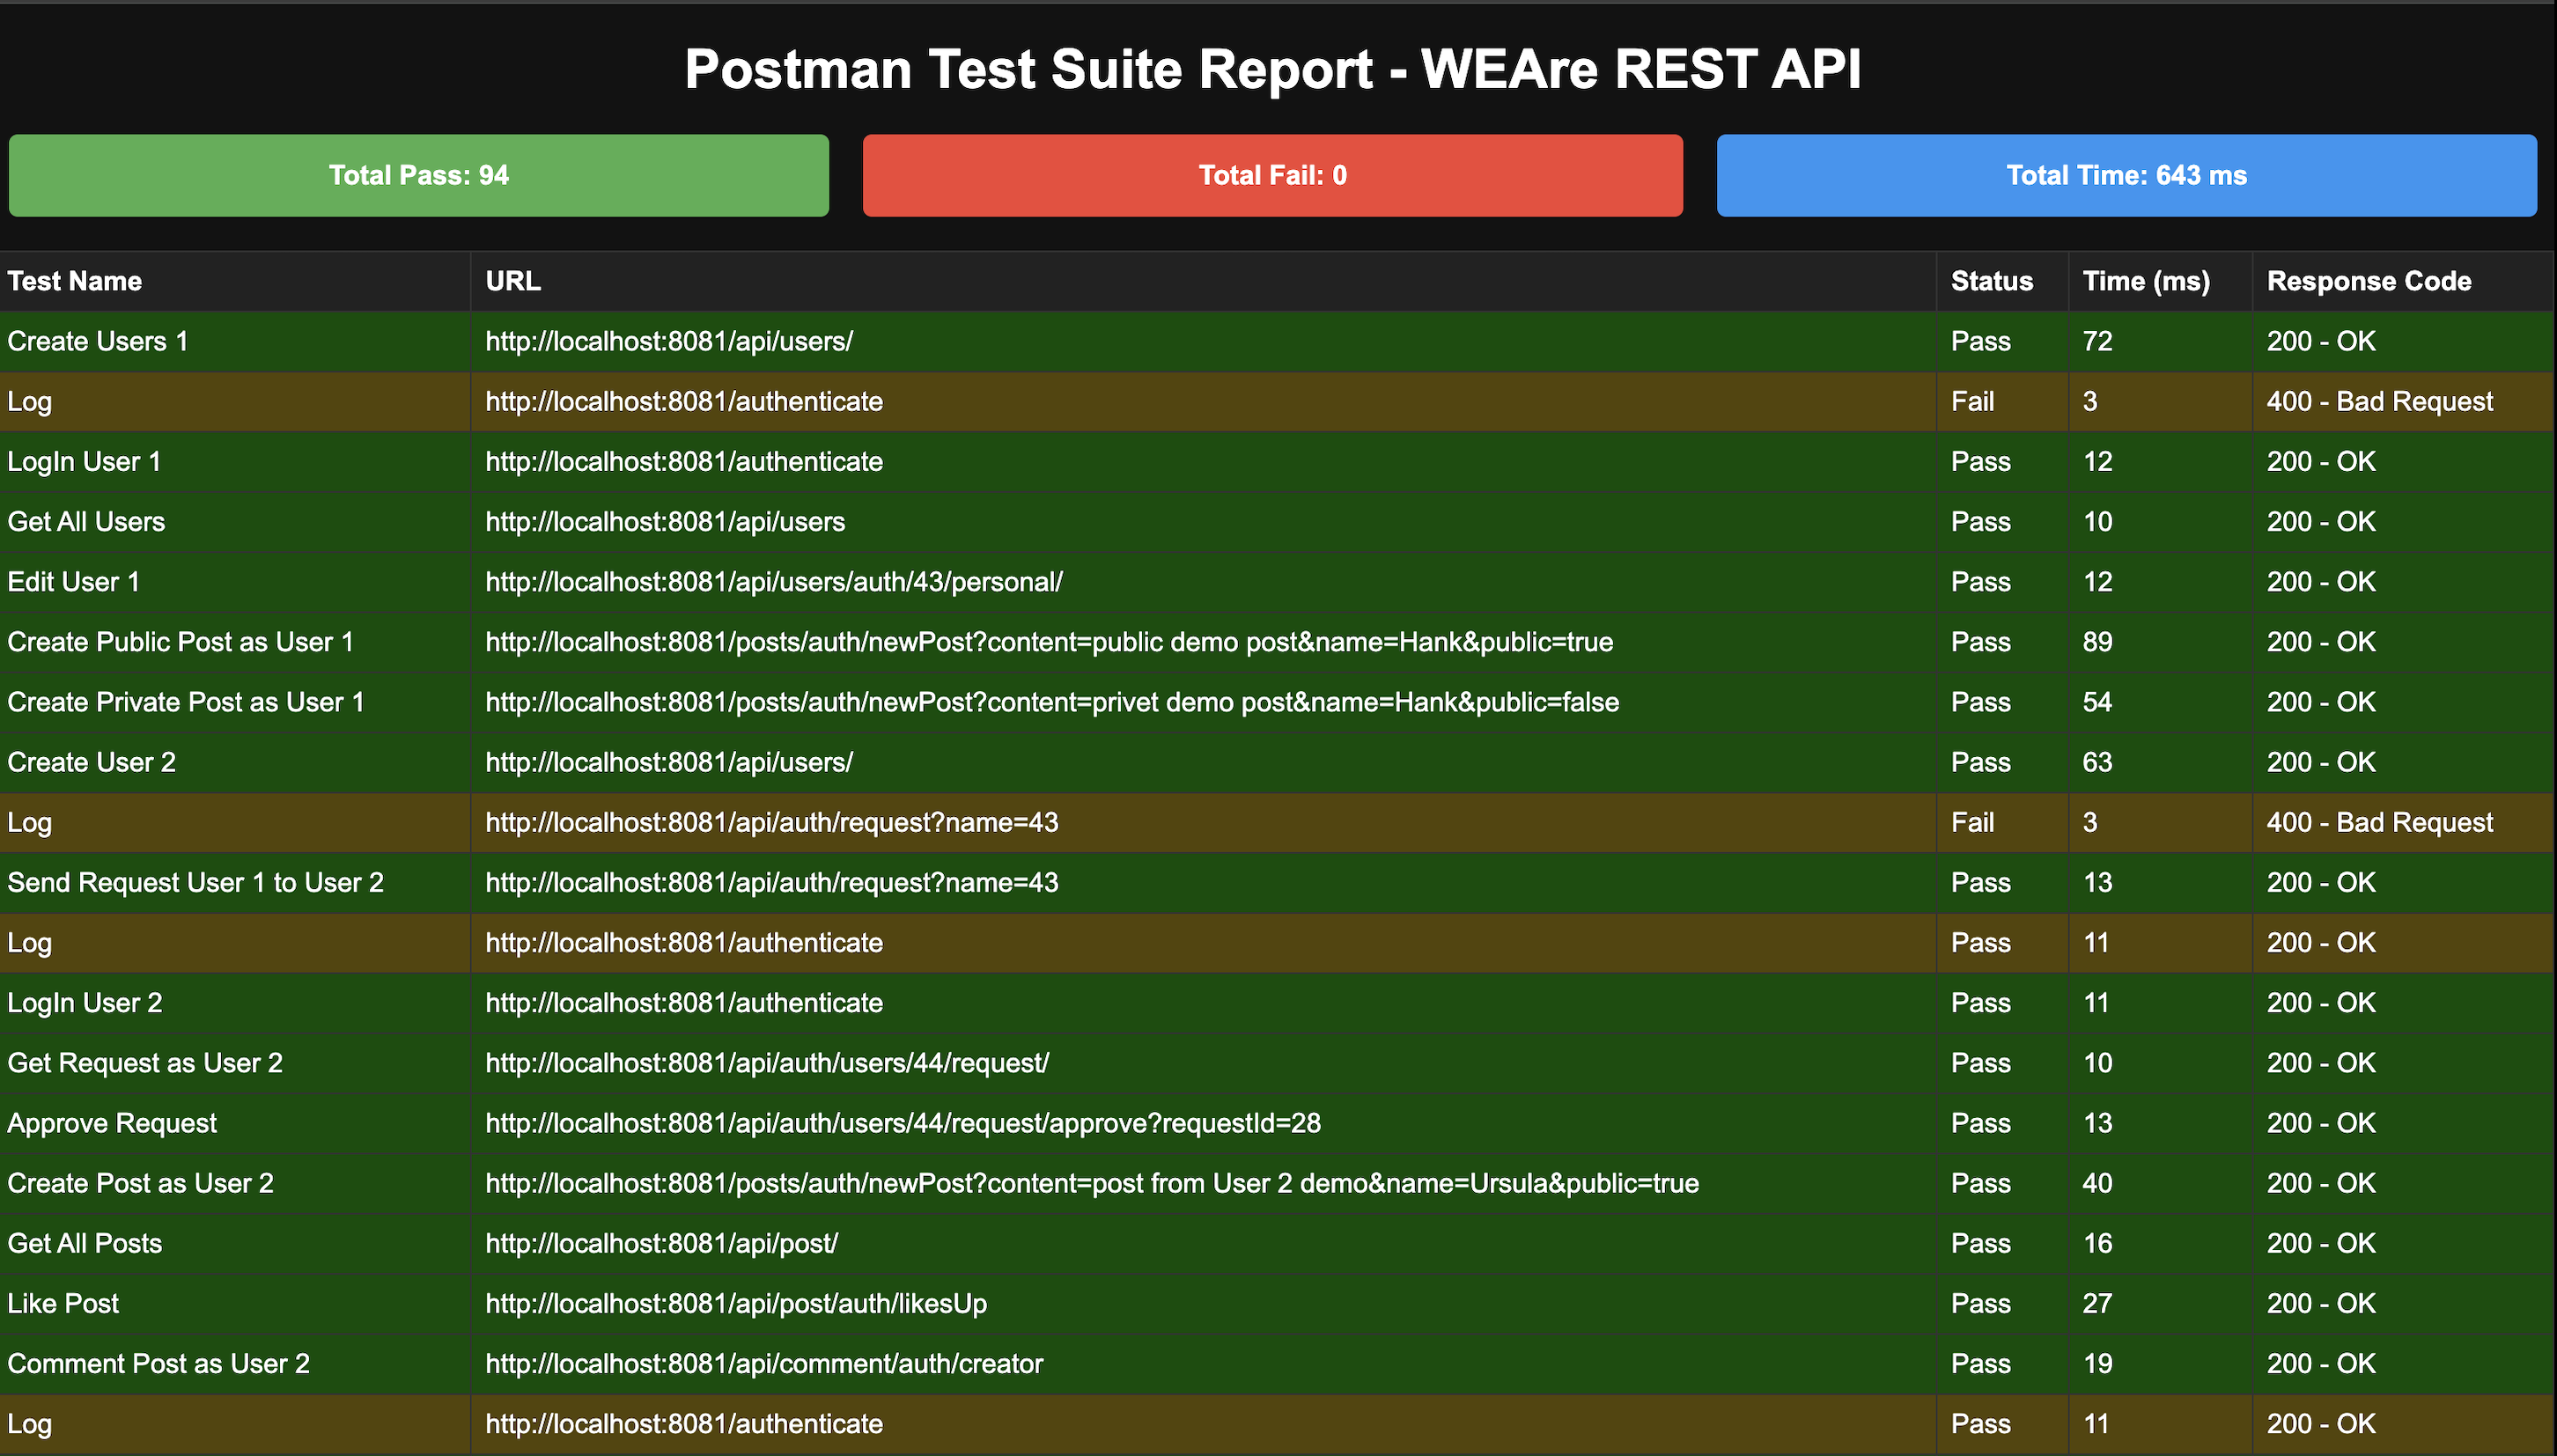 Postman Test Suite Report - WEAre REST API
Total Pass: 94 Total Fail: 0 Total Time: 643 ms
Test Name URL Status Time (ms) Response Code
Create Users 1 http://localhost:8081/api/users/ Pass 72 200 - OK
Log http://localhost:8081/authenticate Fail 3 400 - Bad Request
LogIn User 1 http://localhost:8081/authenticate Pass 12 200 - OK
Get All Users http://localhost:8081/api/users Pass 10 200 - OK
Edit User 1 http://localhost:8081/api/users/auth/43/personal/ Pass 12 200 - OK
Create Public Post as User 1 http://localhost:8081/posts/auth/newPost?content=public demo post&name=Hank&public=true Pass 89 200 - OK
Create Private Post as User 1 http://localhost:8081/posts/auth/newPost?content=privet demo post&name=Hank&public=false Pass 54 200 - OK
Create User 2 http://localhost:8081/api/users/ Pass 63 200 - OK
Log http://localhost:8081/api/auth/request?name=43 Fail 3 400 - Bad Request
Send Request User 1 to User 2 http://localhost:8081/api/auth/request?name=43 Pass 13 200 - OK
Log http://localhost:8081/authenticate Pass 11 200 - OK
LogIn User 2 http://localhost:8081/authenticate Pass 11 200 - OK
Get Request as User 2 http://localhost:8081/api/auth/users/44/request/ Pass 10 200 - OK
Approve Request http://localhost:8081/api/auth/users/44/request/approve?requestId=28 Pass 13 200 - OK
Create Post as User 2 http://localhost:8081/posts/auth/newPost?content=post from User 2 demo&name=Ursula&public=true Pass 40 200 - OK
Get All Posts http://localhost:8081/api/post/ Pass 16 200 - OK
Like Post http://localhost:8081/api/post/auth/likesUp Pass 27 200 - OK
Comment Post as User 2 http://localhost:8081/api/comment/auth/creator Pass 19 200 - OK
Log http://localhost:8081/authenticate Pass 11 200 - OK